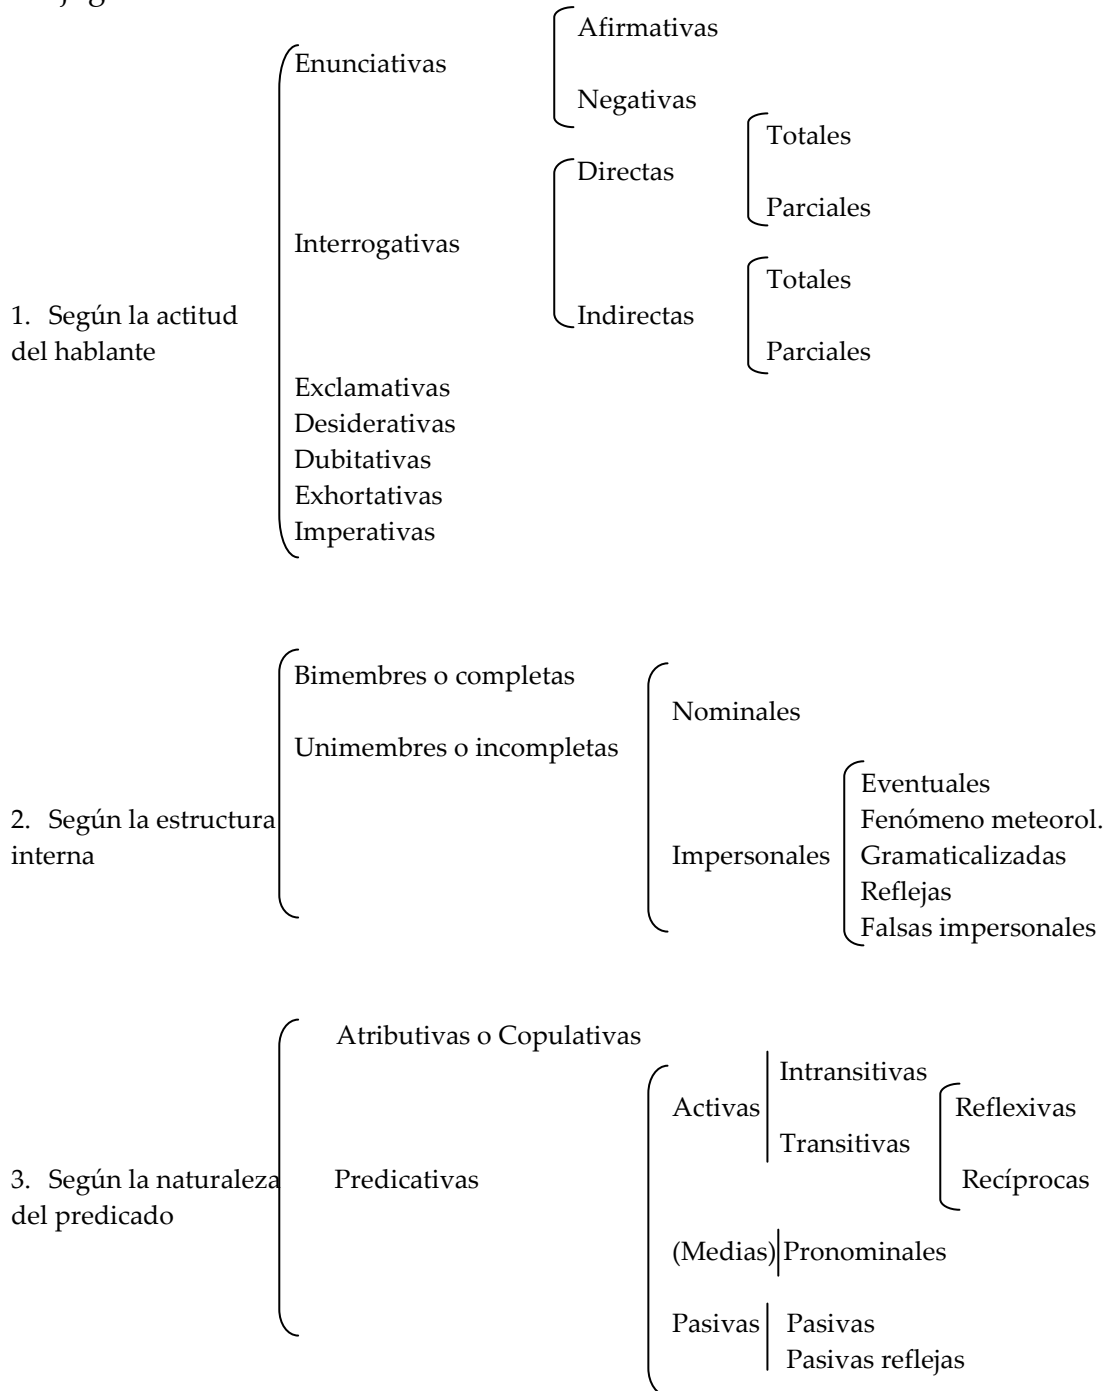 Afirmativas
Enunciativas
Negativas
Totales
Directas
Parciales
Interrogativas
Totales
1. Según la actitud
Indirectas
del hablante
Parciales
Exclamativas
Desiderativas
Dubitativas
Exhortativas
Imperativas
Bimembres o completas
Nominales
Unimembres o incompletas
Eventuales
2. Según la estructura
Fenómeno meteorol.
interna
Impersonales
Gramaticalizadas
Reflejas
Falsas impersonales
Atributivas o Copulativas
Intransitivas
Activas
Reflexivas
Transitivas
3. Según la naturaleza
Predicativas
Recíprocas
del predicado
(Medias) Pronominales
Pasivas
Pasivas
Pasivas reflejas